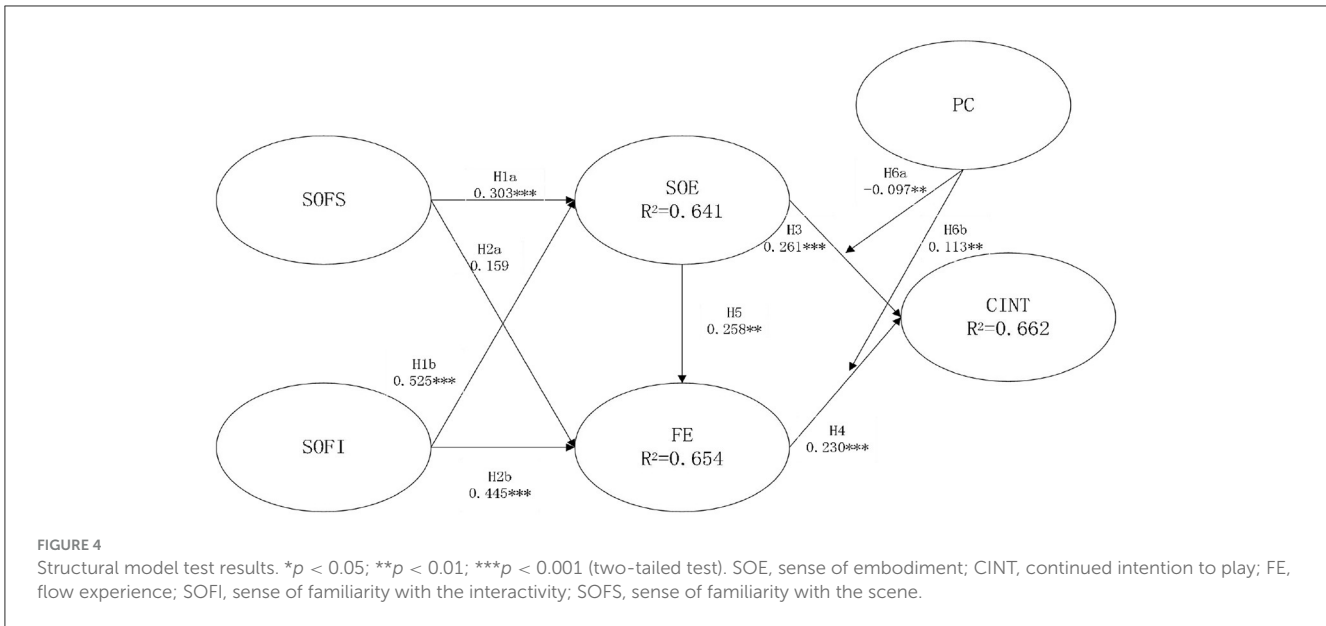 PC
H6a
-0.097**
SOFS
H1a
0.303***
SOE
R²=0.641
H2a
0.159
H3
0.261***
H6b
0.113**
CINT
R²=0.662
H5
0.258**
H1b
0.525***
SOFI
FE
R²=0.654
H4
0.230***
H2b
0.445***
FIGURE 4
Structural model test results. *p < 0.05; **p < 0.01; ***p < 0.001 (two-tailed test). SOE, sense of embodiment; CINT, continued intention to play; FE,
flow experience; SOFI, sense of familiarity with the interactivity; SOFS, sense of familiarity with the scene.